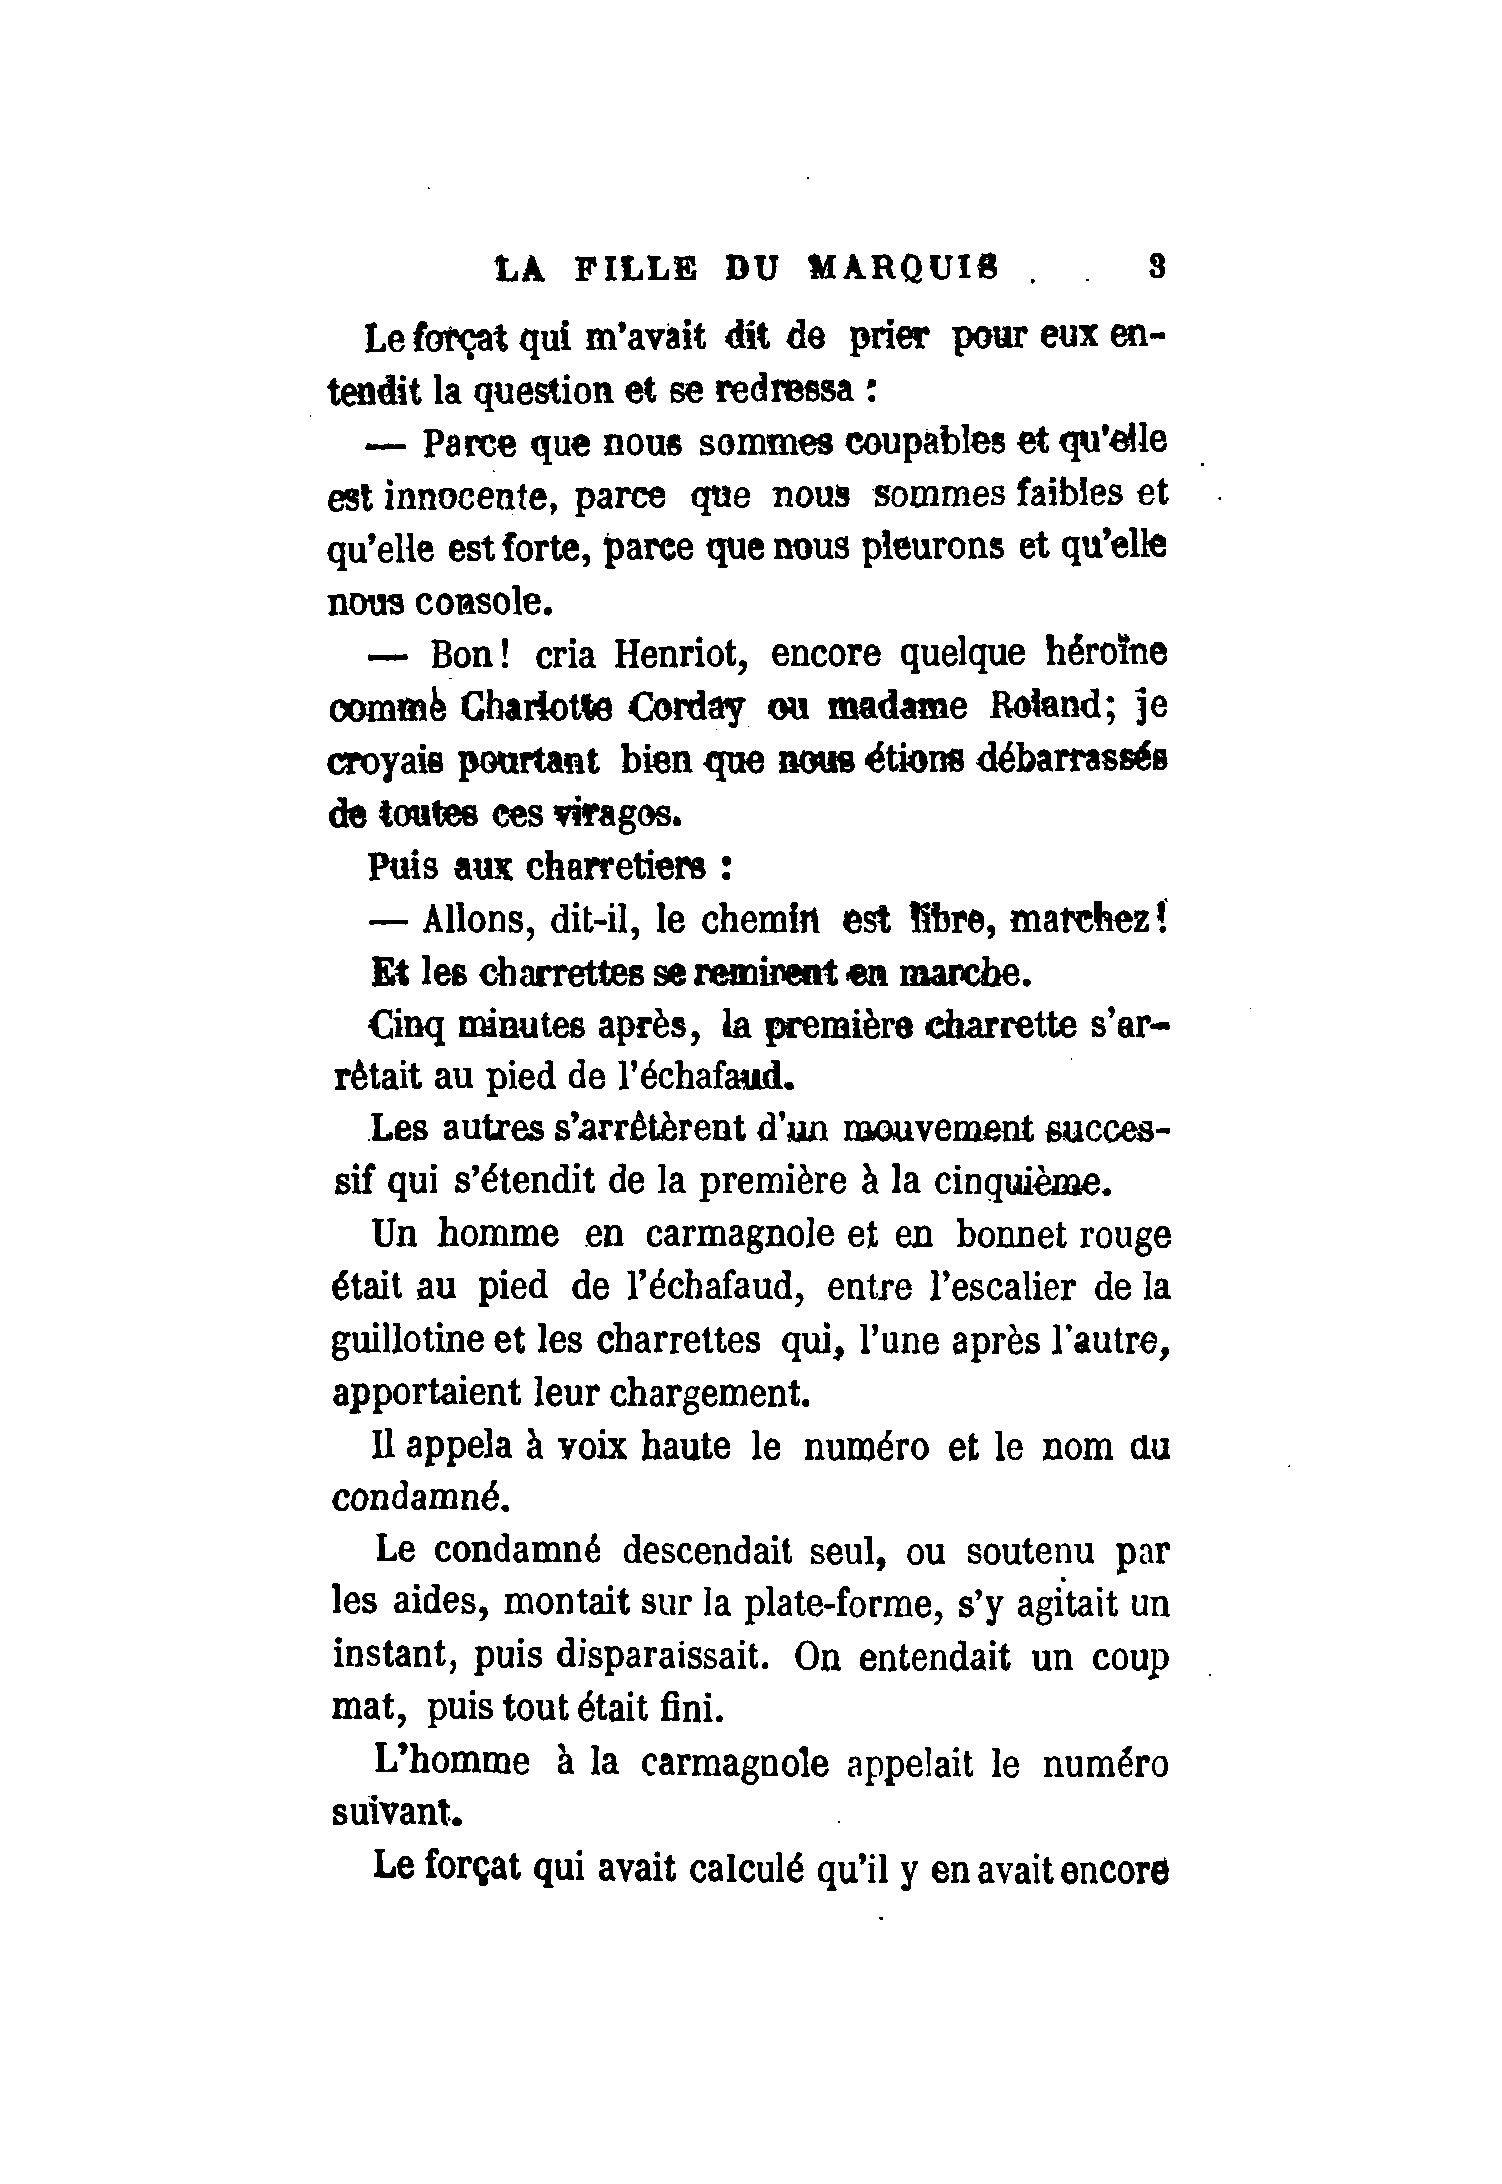 LA FILLE DU MARQUIS 3
Le forçat qui m'avait dit de prier pour eux en-
tendit la question et se redressa :
— Parce que nous sommes coupables et qu'elle
est innocente, parce que nous sommes faibles et
qu'elle est forte, parce que nous pleurons et qu'elle
nous console.
— Bon! cria Henriot, encore quelque héroïne
comme Charlotte Corday ou madame Roland; je
croyais pourtant bien que nous étions débarrassés
de toutes ces viragos.
Puis aux charretiers :
— Allons, dit-il, le chemin est libre, marchez!
Et les charrettes se remirent en marche.
Cinq minutes après, la première charrette s'ar-
rêtait au pied de l'échafaud.
Les autres s'arrêtèrent d'un mouvement succes-
sif qui s'étendit de la première à la cinquième.
Un homme en carmagnole et en bonnet rouge
était au pied de l'échafaud, entre l'escalier de la
guillotine et les charrettes qui, l'une après l'autre,
apportaient leur chargement.
Il appela à voix haute le numéro et le nom du
condamné.
Le condamné descendait seul, ou soutenu par
les aides, montait sur la plate-forme, s'y agitait un
instant, puis disparaissait. On entendait un coup
mat, puis tout était fini.
L'homme à la carmagnole appelait le numéro
suivant.
Le forçat qui avait calculé qu'il y en avait encore